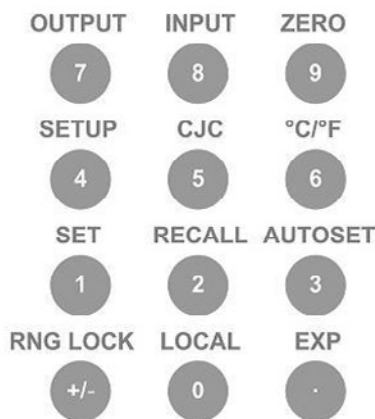 OUTPUT INPUT ZERO
7 8 9
SETUP CJC °C/°F
4 5 6
SET RECALL AUTOSET
1 2 3
RNG LOCK LOCAL EXP
+/- 0 ·